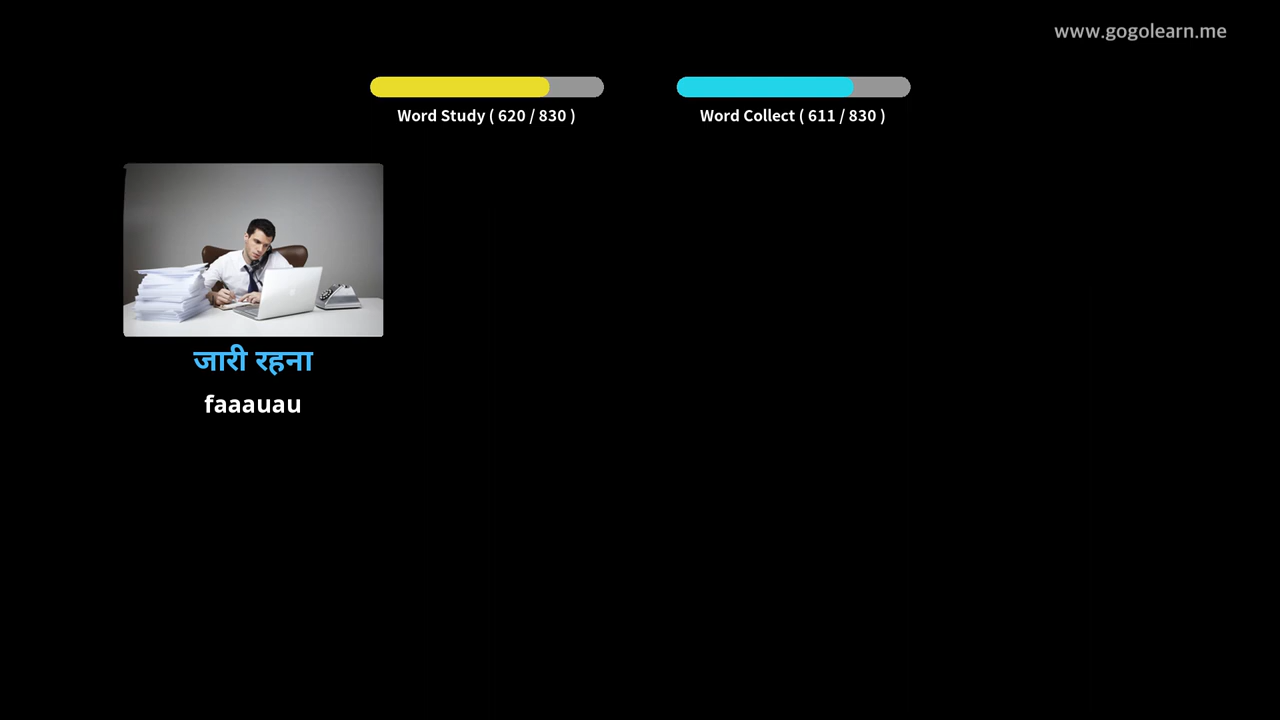 www.gogolearn.me
Word Study ( 620 / 830 )
Word Collect ( 611 / 830 )
जारी रहना
faaauau